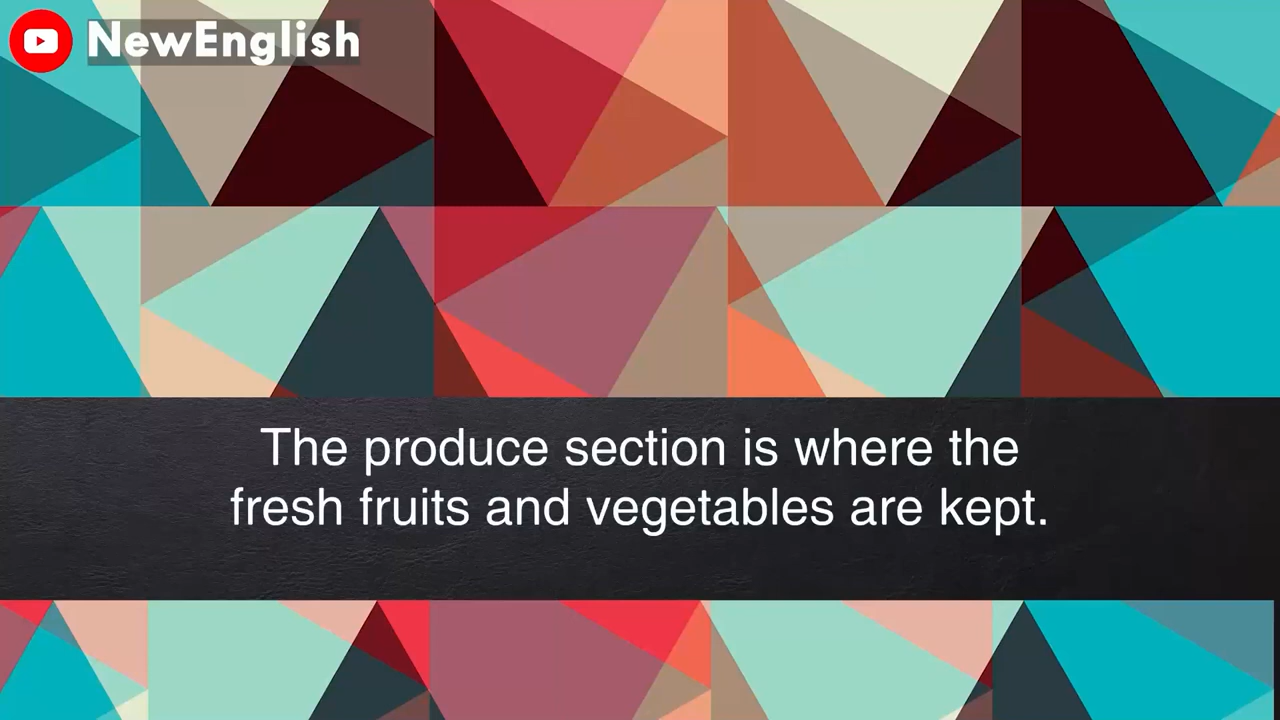 NewEnglish
The produce section is where the
fresh fruits and vegetables are kept.